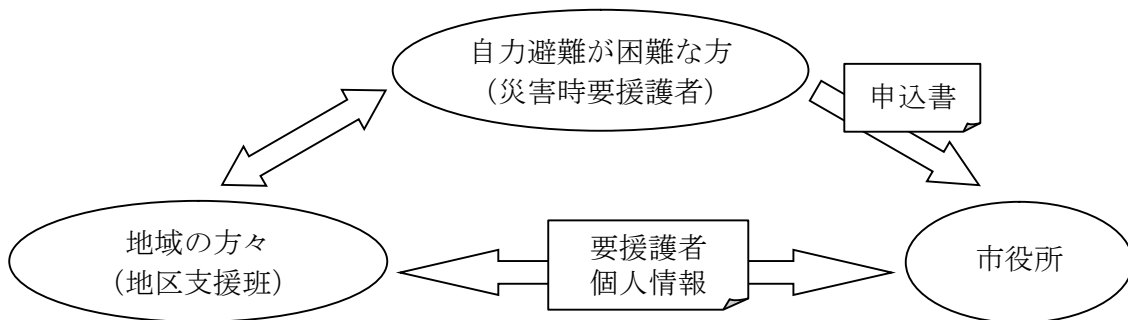 自力避難が困難な方
（災害時要援護者）
申込書
地域の方々
（地区支援班）
要援護者
個人情報
市役所